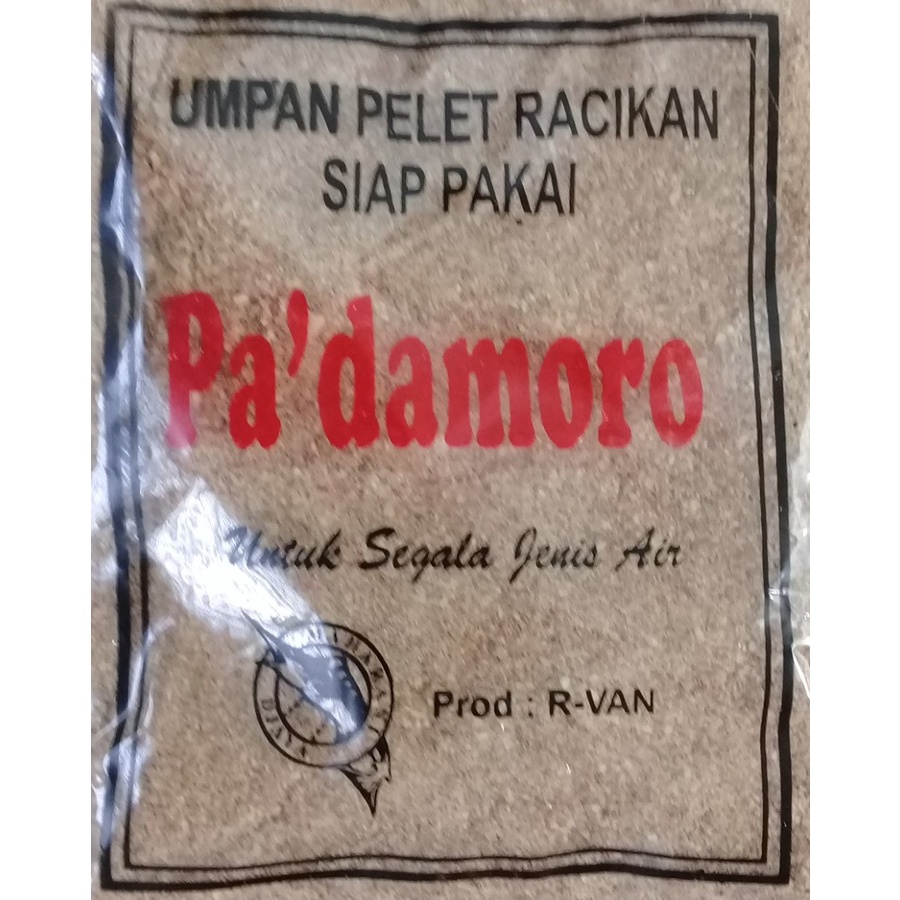 UMPAN PELET RACIKAN
SIAP PAKAI
Pa'damoro
Untuk Segala Jenis Air
Prod : R-VAN